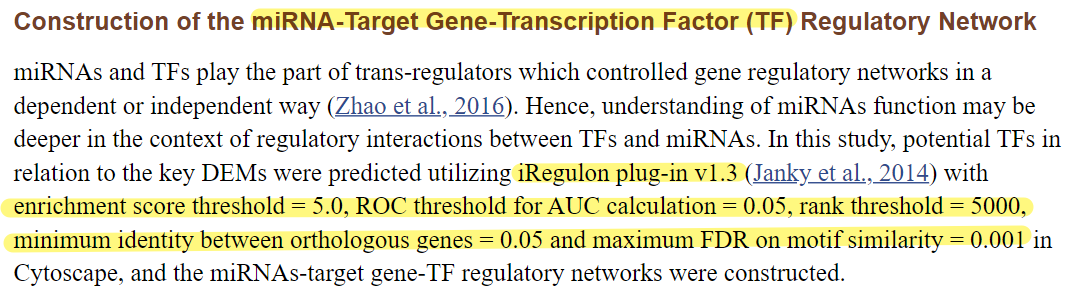 Construction of the miRNA-Target Gene-Transcription Factor (TF) Regulatory Network
miRNAs and TFs play the part of trans-regulators which controlled gene regulatory networks in a
dependent or independent way (Zhao et al., 2016). Hence, understanding of miRNAs function may be
deeper in the context of regulatory interactions between TFs and miRNAs. In this study, potential TFs in
relation to the key DEMs were predicted utilizing iRegulon plug-in v1.3 (Janky et al., 2014) with
enrichment score threshold = 5.0, ROC threshold for AUC calculation = 0.05, rank threshold = 5000,
minimum identity between orthologous genes = 0.05 and maximum FDR on motif similarity = 0.001 in
Cytoscape, and the miRNAs-target gene-TF regulatory networks were constructed.